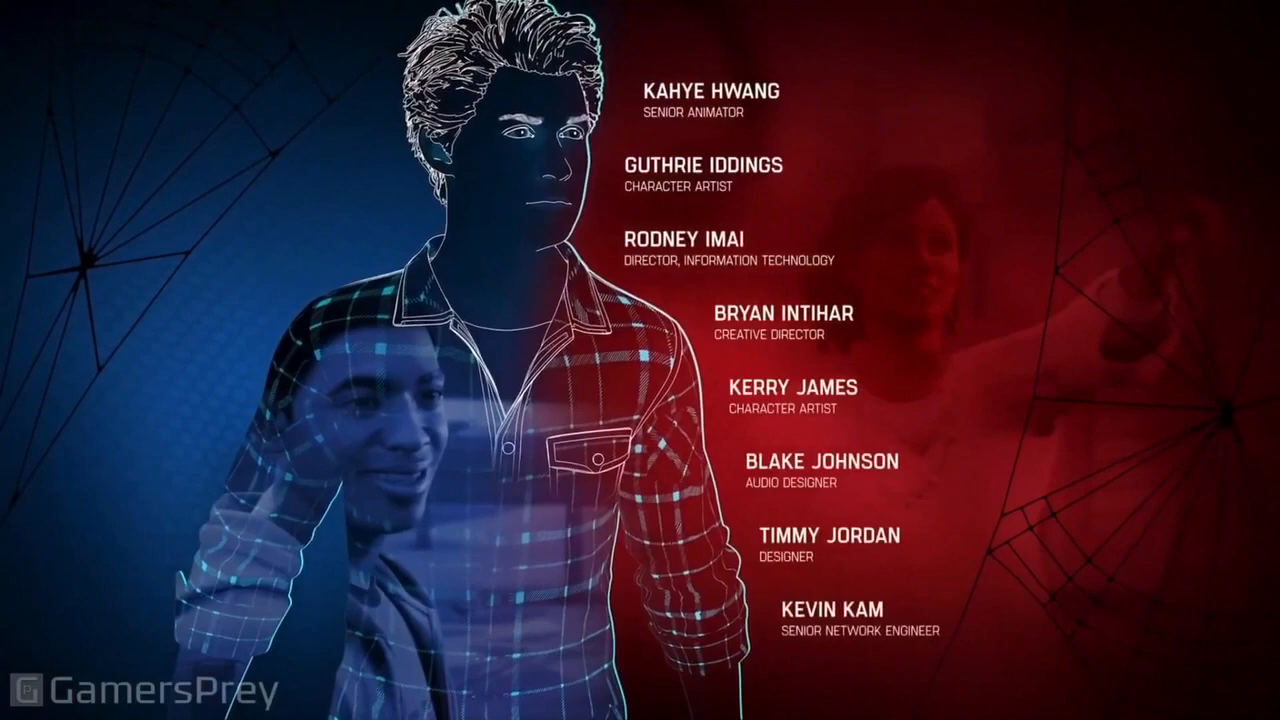 KAHYE HWANG
SENIOR ANIMATOR
GUTHRIE IDDINGS
CHARACTER ARTIST
RODNEY IMAI
DIRECTOR, INFORMATION TECHNOLOGY
BRYAN INTIHAR
CREATIVE DIRECTOR
KERRY JAMES
CHARACTER ARTIST
BLAKE JOHNSON
AUDIO DESIGNER
TIMMY JORDAN
DESIGNER
KEVIN KAM
SENIOR NETWORK ENGINEER
GamersPrey